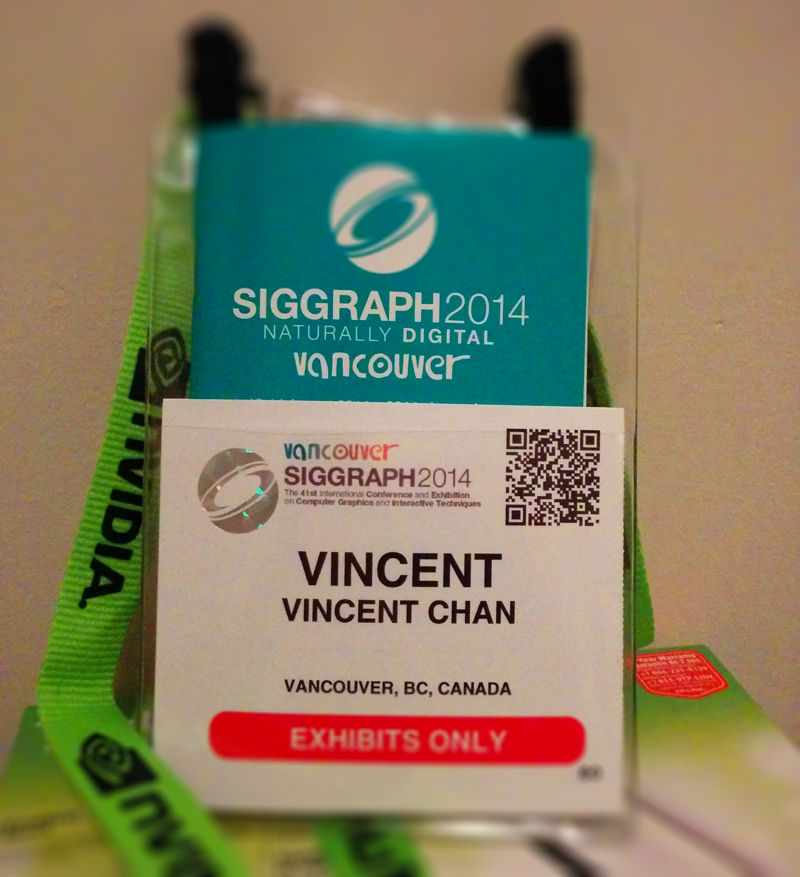 SIGGRAPH2014
NATURALLY DIGITAL
vancouver
vancouver
SIGGRAPH2014
The 41st International Conference and Exhibition
on Computer Graphics and Interactive Techniques
VINCENT
VINCENT CHAN
VANCOUVER, BC, CANADA
EXHIBITS ONLY
NVIDIA.